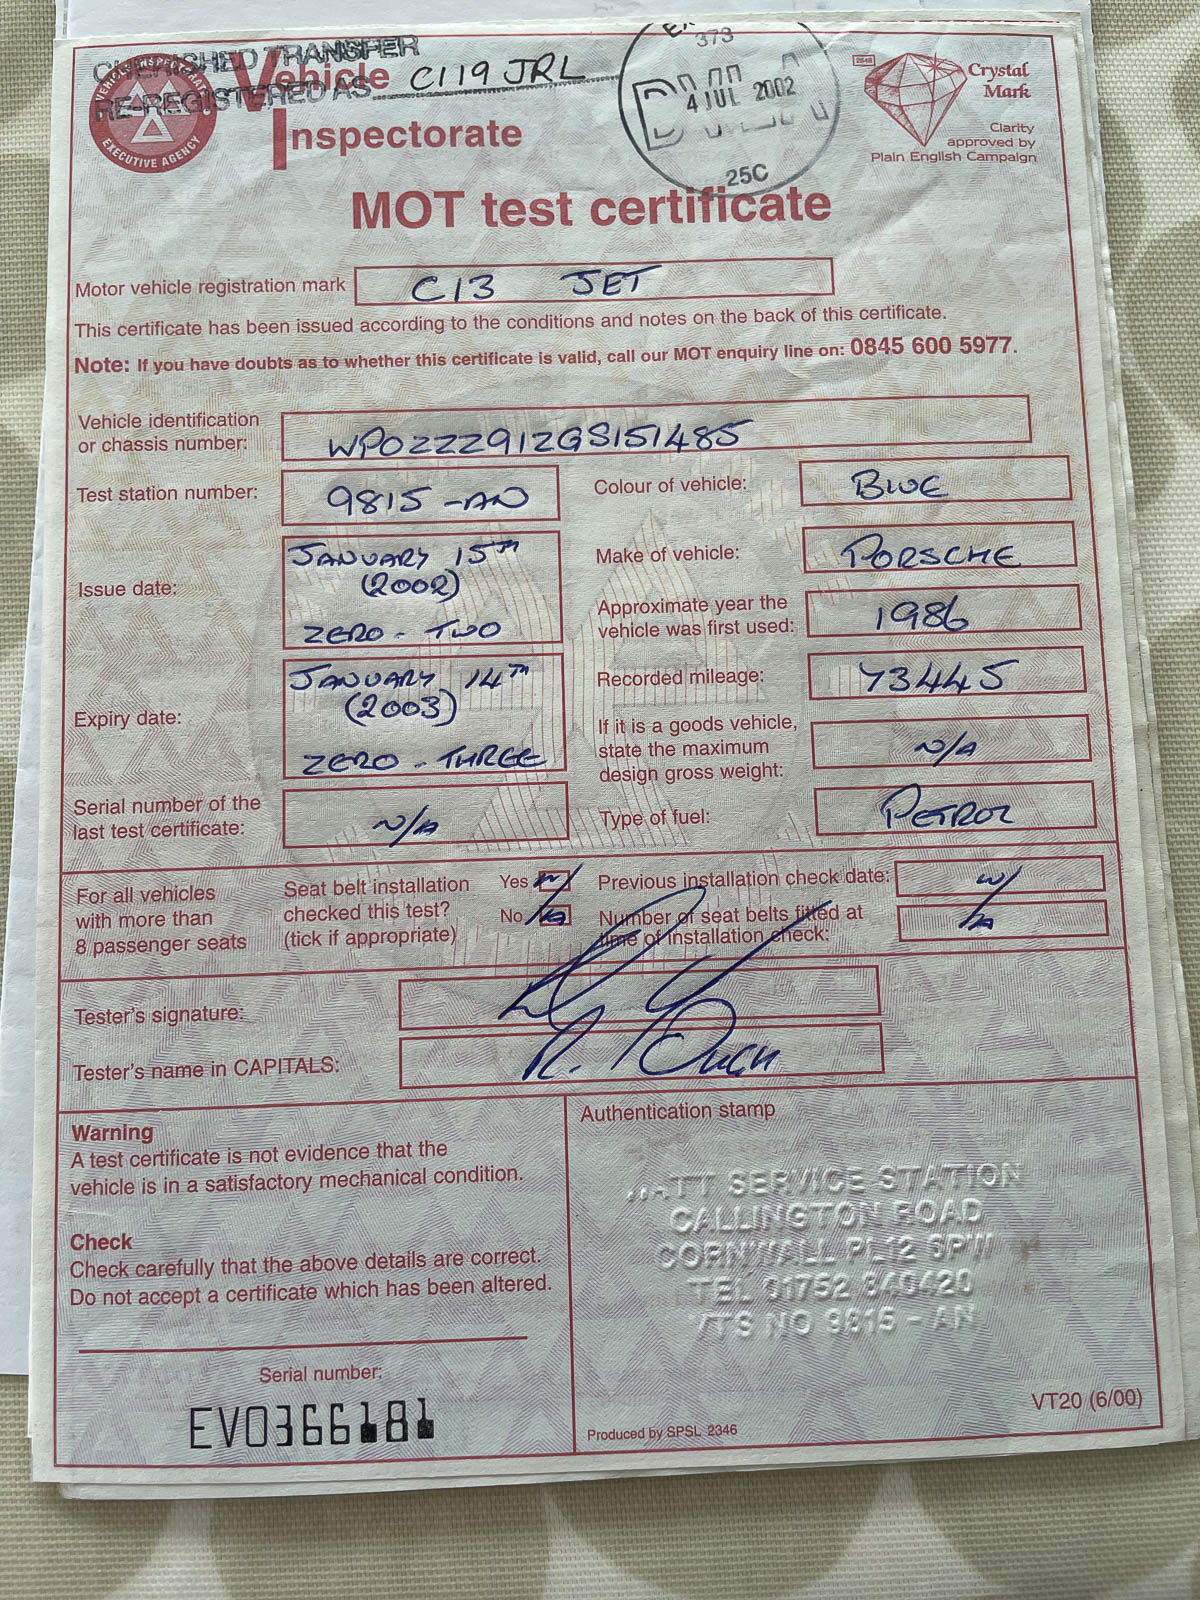 CHERISHED TRANSFER
RE-REGISTERED AS C119 JRL
VEHICLE INSPECTORATE
EXECUTIVE AGENCY
Vehicle
Inspectorate
373
4 JUL 2002
25C
Crystal
Mark
Clarity
approved by
Plain English Campaign
MOT test certificate
Motor vehicle registration mark C13 JET
This certificate has been issued according to the conditions and notes on the back of this certificate.
Note: If you have doubts as to whether this certificate is valid, call our MOT enquiry line on: 0845 600 5977.
Vehicle identification
or chassis number: WPOZZZ91ZGS151485
Test station number: 9815-AN
Colour of vehicle: BLUE
Issue date: JANUARY 15TH
(2002)
ZERO - TWO
Make of vehicle: PORSCHE
Approximate year the
vehicle was first used: 1986
Expiry date: JANUARY 14TH
(2003)
ZERO - THREE
Recorded mileage: 73445
If it is a goods vehicle,
state the maximum
design gross weight: N/A
Serial number of the
last test certificate: N/A
Type of fuel: PETROL
For all vehicles
with more than
8 passenger seats
Seat belt installation
checked this test?
(tick if appropriate)
Yes
No
N/A
Previous installation check date:
Number of seat belts fitted at
time of installation check:
N/A
Tester's signature:
Tester's name in CAPITALS: R. Owen
Warning
A test certificate is not evidence that the
vehicle is in a satisfactory mechanical condition.
Check
Check carefully that the above details are correct.
Do not accept a certificate which has been altered.
Serial number:
EV0366181
Authentication stamp
SERVICE STATION
CALLINGTON ROAD
CORNWALL PL12
TEL 01752 840420
VTS NO 9815 - AN
Produced by SPSL 2346
VT20 (6/00)